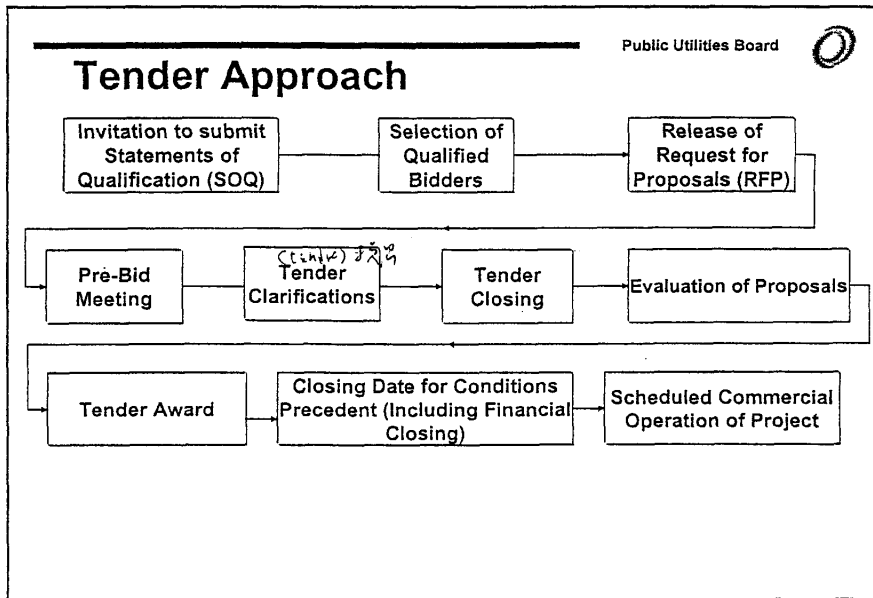 Public Utilities Board
Tender Approach
Invitation to submit
Statements of
Qualification (SOQ)
Selection of
Qualified
Bidders
Release of
Request for
Proposals (RFP)
Pre-Bid
Meeting
Tender
Clarifications
Tender
Closing
Evaluation of Proposals
Tender Award
Closing Date for Conditions
Precedent (Including Financial
Closing)
Scheduled Commercial
Operation of Project